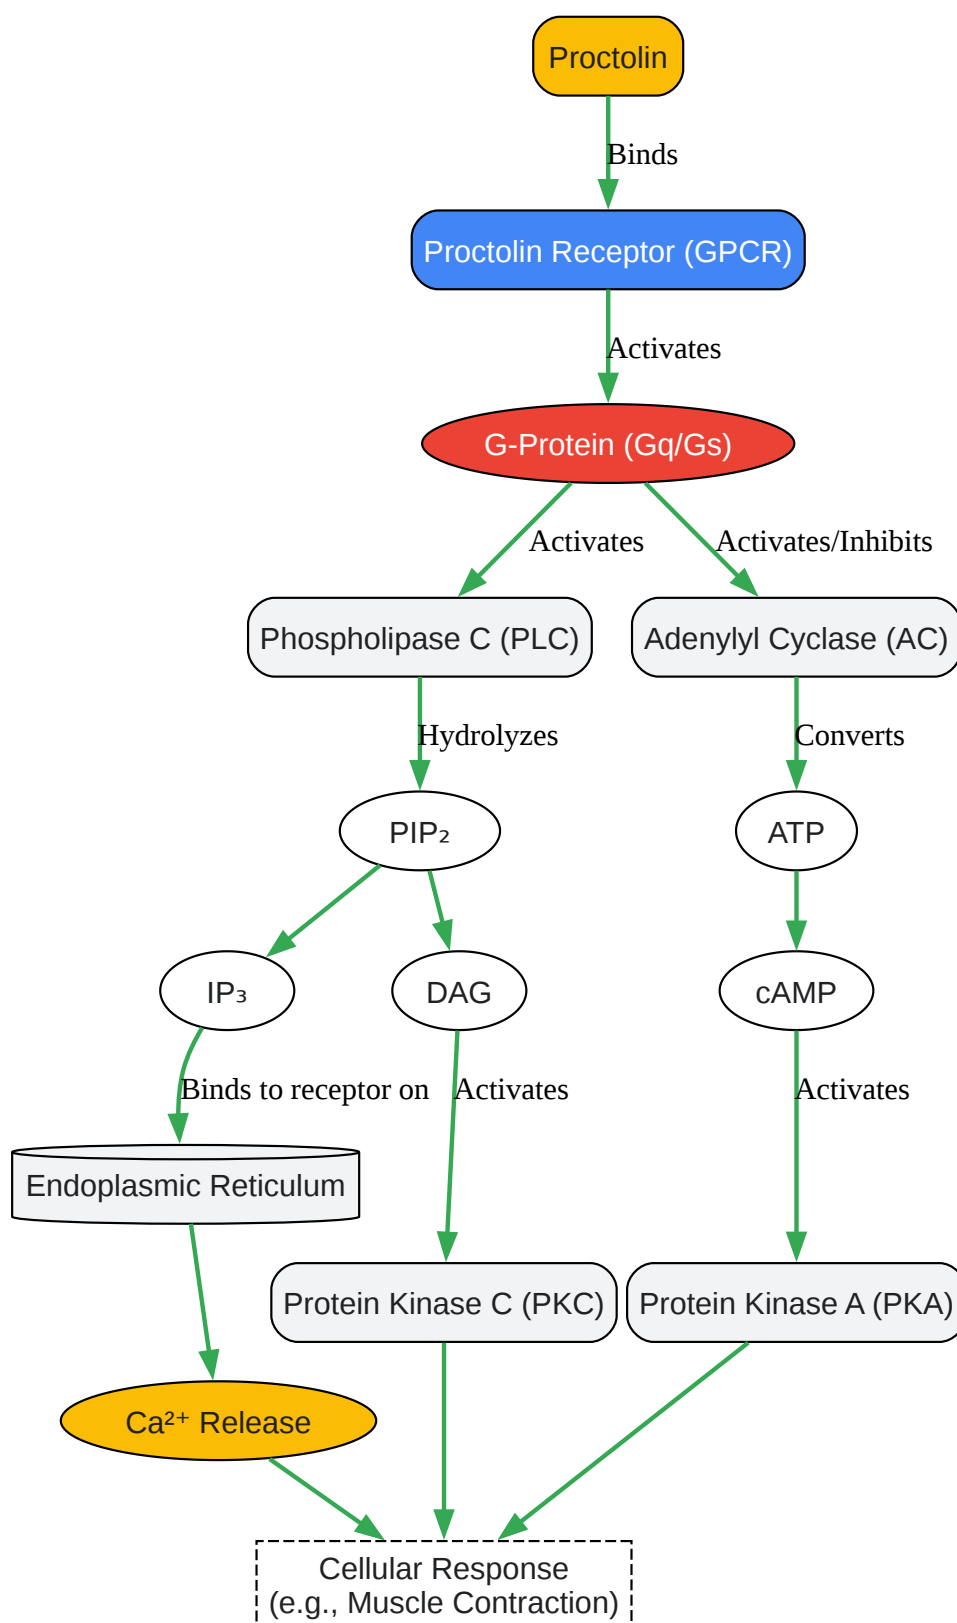 Proctolin
Binds
Proctolin Receptor (GPCR)
Activates
G-Protein (Gq/Gs)
Activates
Activates/Inhibits
Phospholipase C (PLC)
Adenylyl Cyclase (AC)
Hydrolyzes
Converts
PIP₂
ATP
IP₃
DAG
cAMP
Binds to receptor on
Activates
Activates
Endoplasmic Reticulum
Protein Kinase C (PKC)
Protein Kinase A (PKA)
Ca²⁺ Release
Cellular Response
(e.g., Muscle Contraction)